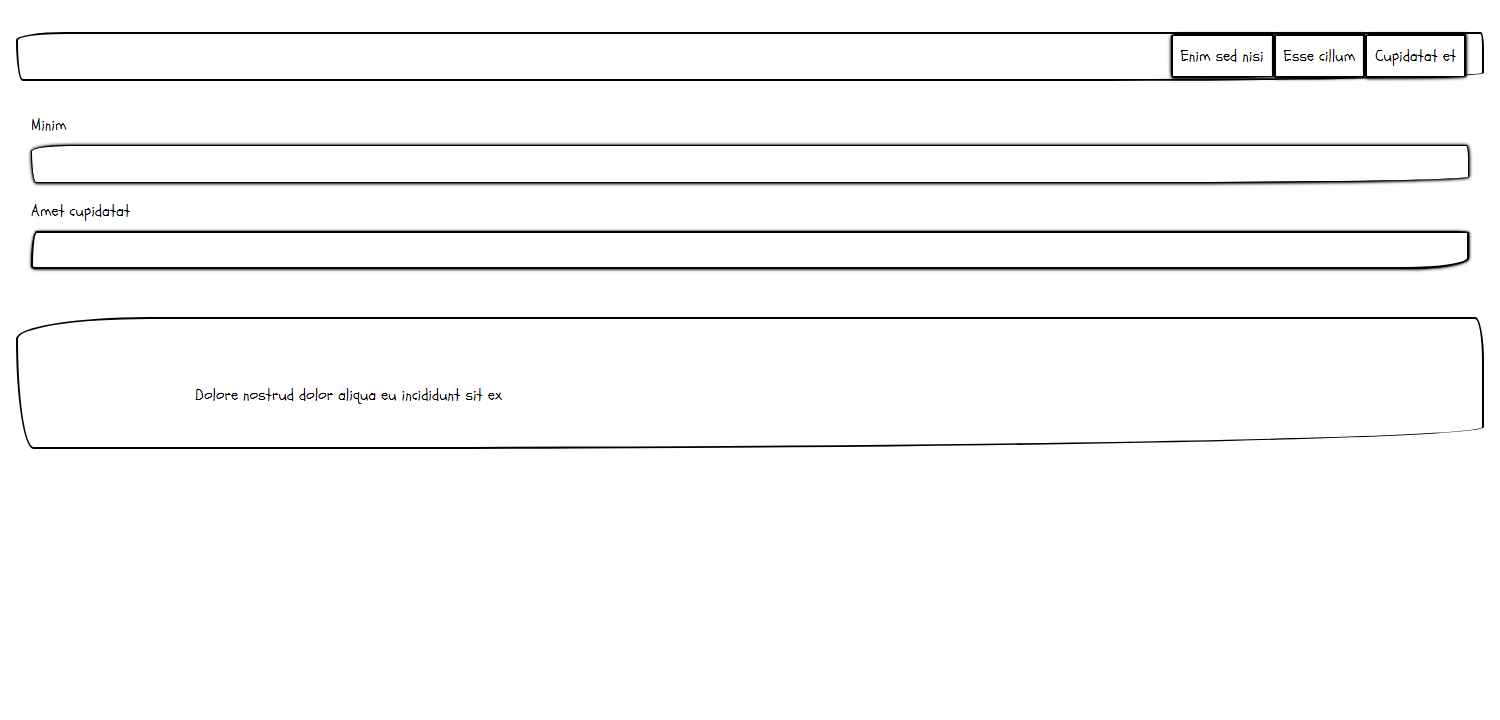 Enim sed nisi Esse cillum Cupidatat et
Minim
Amet cupidatat
Dolore nostrud dolor aliqua eu incididunt sit ex